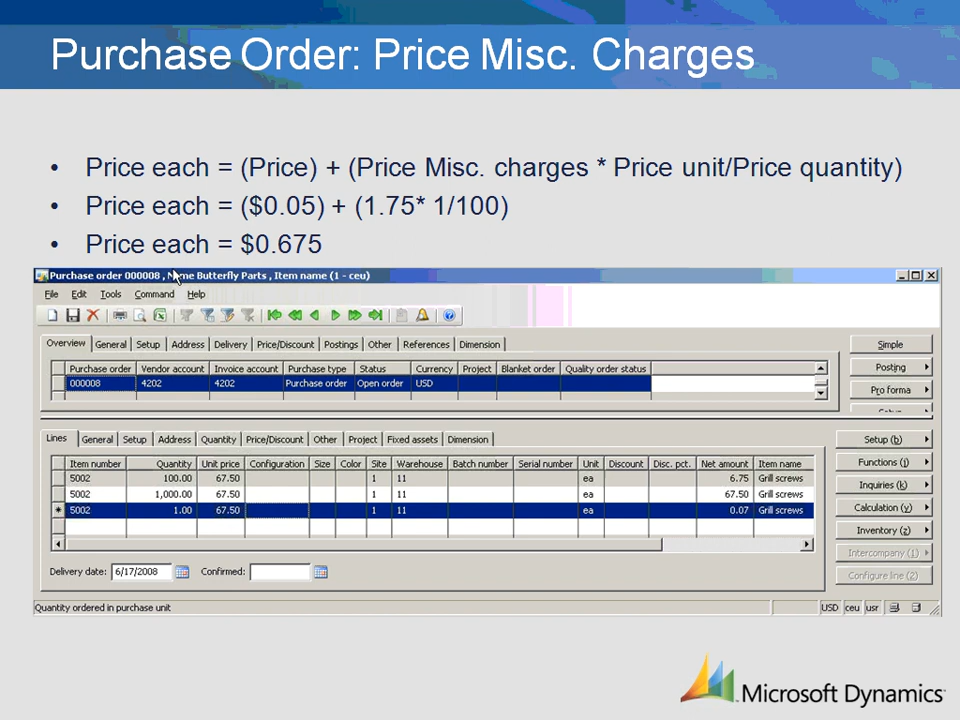 Purchase Order: Price Misc. Charges
• Price each = (Price) + (Price Misc. charges * Price unit/Price quantity)
• Price each = ($0.05) + (1.75* 1/100)
• Price each = $0.675
Purchase order 000008 , Name Butterfly Parts , Item name (1 - ceu)
File Edit Tools Command Help
Overview General Setup Address Delivery Price/Discount Postings Other References Dimension
Simple
Purchase order Vendor account Invoice account Purchase type Status Currency Project Blanket order Quality order status
000008 4202 4202 Purchase order Open order USD
Posting
Pro forma
Lines General Setup Address Quantity Price/Discount Other Project Fixed assets Dimension
Item number Quantity Unit price Configuration Size Color Site Warehouse Batch number Serial number Unit Discount Disc. pct. Net amount Item name
5002 100.00 67.50 1 11 ea 6.75 Grill screws
5002 1,000.00 67.50 1 11 ea 67.50 Grill screws
* 5002 1.00 67.50 1 11 ea 0.07 Grill screws
Setup (b)
Functions (j)
Inquiries (k)
Calculation (y)
Inventory (z)
Intercompany (1)
Configure line (2)
Delivery date: 6/17/2008 Confirmed:
Quantity ordered in purchase unit USD ceu usr
Microsoft Dynamics